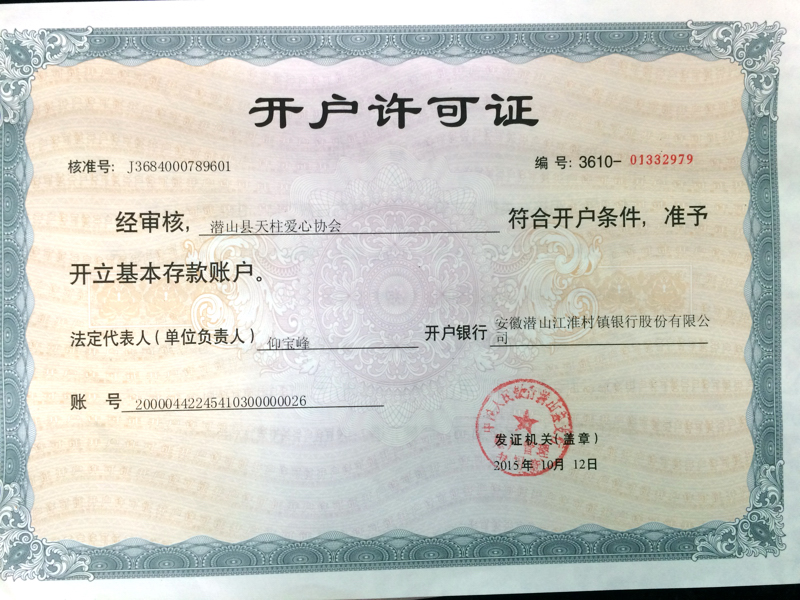 开户许可证
核准号: J3684000789601
编号: 3610- 01332979
经审核, 潜山县天柱爱心协会 符合开户条件, 准予
开立基本存款账户。
法定代表人(单位负责人) 仰宝峰
开户银行 安徽潜山江淮村镇银行股份有限公
司
账 号 20000442245410300000026
发证机关(盖章)
2015年 10月 12日